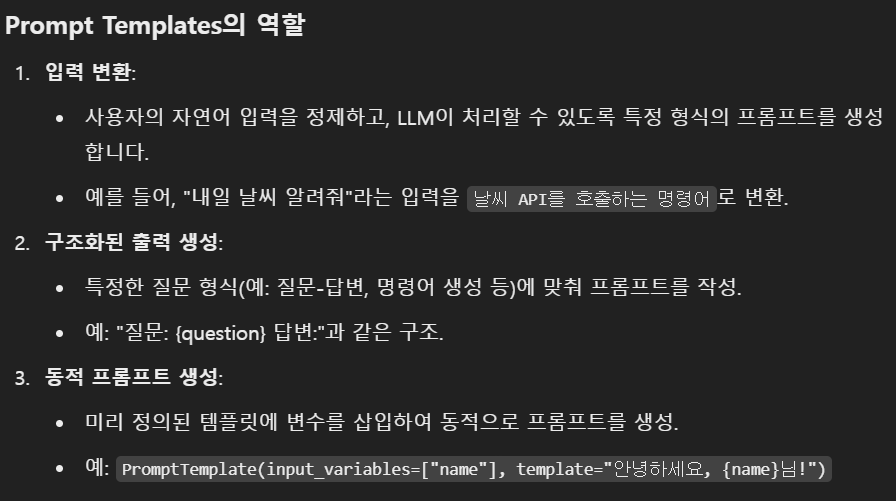 Prompt Templates의 역할
1. 입력 변환:
• 사용자의 자연어 입력을 정제하고, LLM이 처리할 수 있도록 특정 형식의 프롬프트를 생성
합니다.
• 예를 들어, "내일 날씨 알려줘"라는 입력을 날씨 API를 호출하는 명령어로 변환.
2. 구조화된 출력 생성:
• 특정한 질문 형식(예: 질문-답변, 명령어 생성 등)에 맞춰 프롬프트를 작성.
• 예: "질문: {question} 답변:"과 같은 구조.
3. 동적 프롬프트 생성:
• 미리 정의된 템플릿에 변수를 삽입하여 동적으로 프롬프트를 생성.
• 예: PromptTemplate(input_variables=["name"], template="안녕하세요, {name}님!")